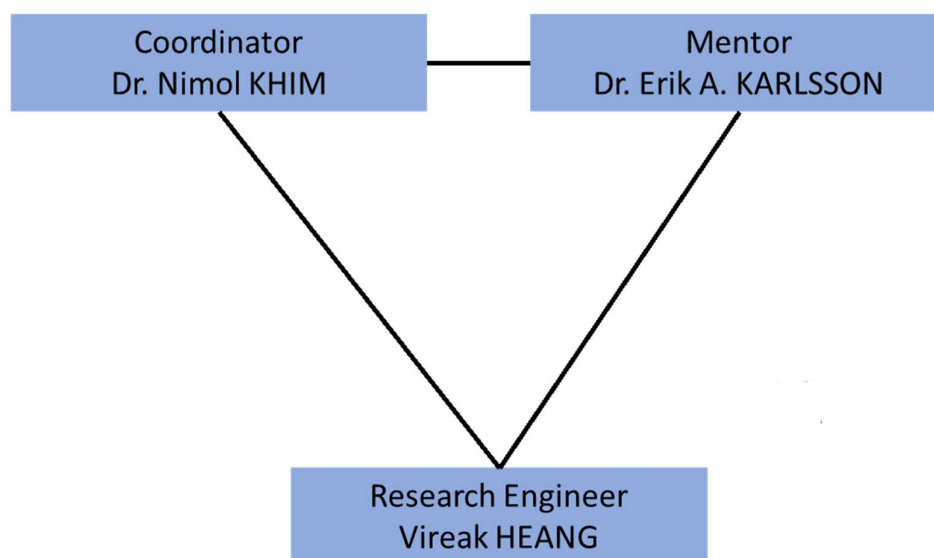 Coordinator
Dr. Nimol KHIM
Mentor
Dr. Erik A. KARLSSON
Research Engineer
Vireak HEANG